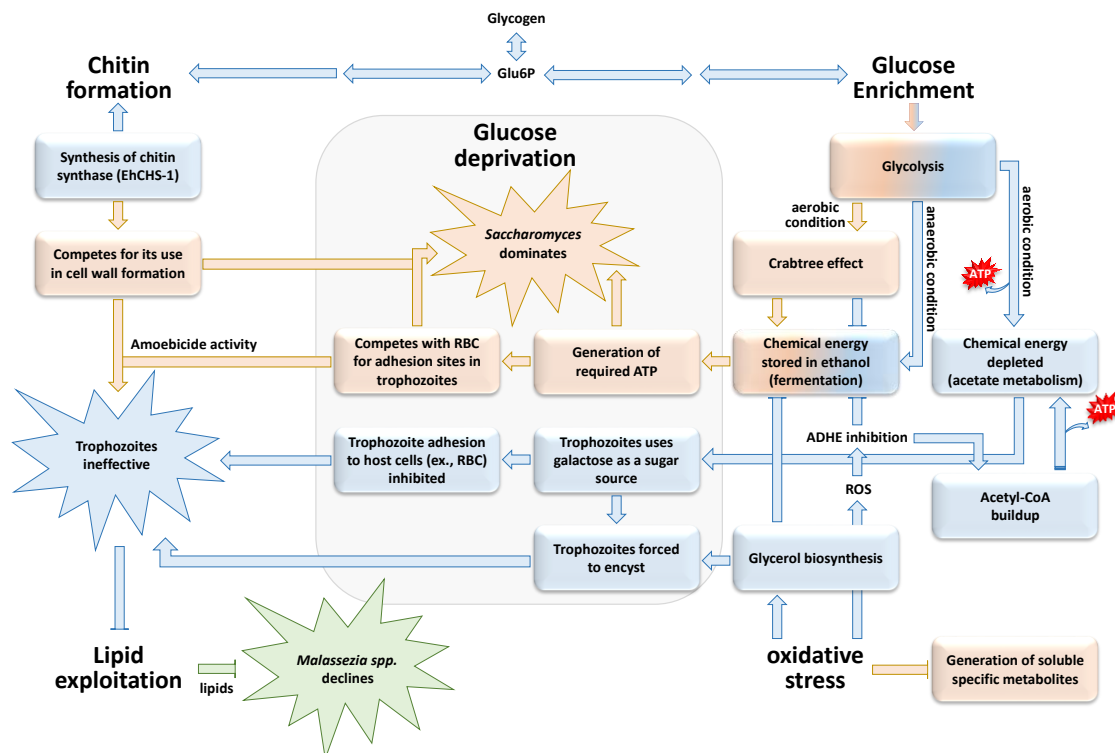 Glycogen
Glu6P
Chitin
formation
Glucose
Enrichment
Glucose
deprivation
Synthesis of chitin
synthase (EhCHS-1)
Glycolysis
aerobic
condition
anaerobic condition
aerobic condition
Saccharomyces
dominates
Competes for its use
in cell wall formation
Crabtree effect
ATP
Amoebicide activity
Competes with RBC
for adhesion sites in
trophozoites
Generation of
required ATP
Chemical energy
stored in ethanol
(fermentation)
Chemical energy
depleted
(acetate metabolism)
ATP
Trophozoites
ineffective
Trophozoite adhesion
to host cells (ex., RBC)
inhibited
Trophozoites uses
galactose as a sugar
source
ADHE inhibition
ROS
Acetyl-CoA
buildup
Trophozoites forced
to encyst
Glycerol biosynthesis
Lipid
exploitation
lipids
Malassezia spp.
declines
oxidative
stress
Generation of soluble
specific metabolites